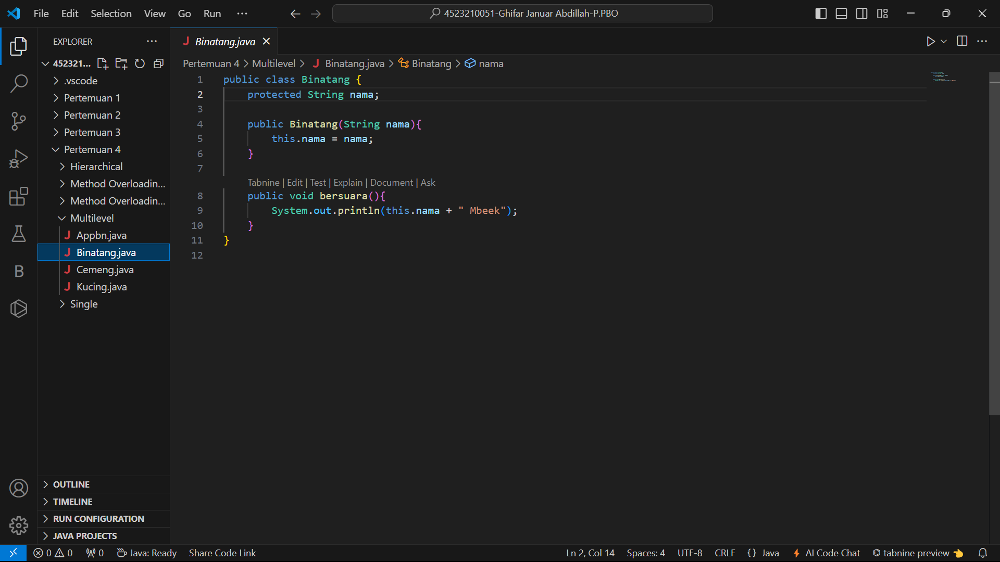 File Edit Selection View Go Run ···
4523210051-Ghifar Januar Abdillah-P.PBO
EXPLORER
Binatang.java
452321...
Pertemuan 4 > Multilevel > Binatang.java > Binatang > nama
.vscode
Pertemuan 1
Pertemuan 2
Pertemuan 3
Pertemuan 4
Hierarchical
Method Overloadin...
Method Overloadin...
Multilevel
Appbn.java
Binatang.java
Cemeng.java
Kucing.java
Single
1 public class Binatang {
2 protected String nama;
3
4 public Binatang(String nama){
5 this.nama = nama;
6 }
7
Tabnine | Edit | Test | Explain | Document | Ask
8 public void bersuara(){
9 System.out.println(this.nama + " Mbeek");
10 }
11 }
12
B
OUTLINE
TIMELINE
RUN CONFIGURATION
JAVA PROJECTS
0 0 0 Java: Ready Share Code Link
Ln 2, Col 14 Spaces: 4 UTF-8 CRLF {} Java AI Code Chat tabnine preview